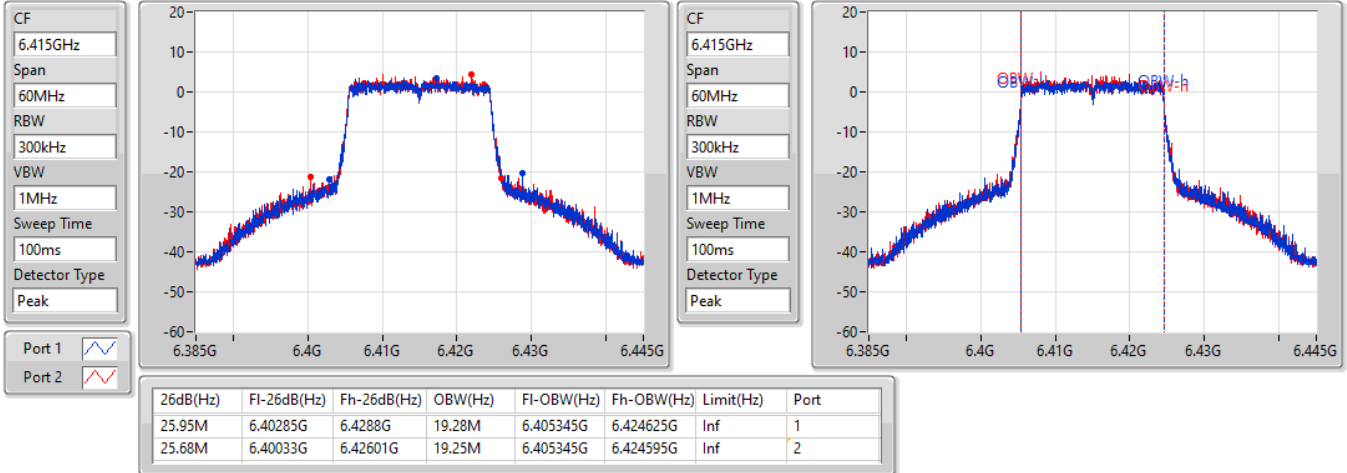 CF
6.415GHz
Span
60MHz
RBW
300kHz
VBW
1MHz
Sweep Time
100ms
Detector Type
Peak
Port 1
Port 2
20
10
0
-10
-20
-30
-40
-50
-60
6.385G 6.4G 6.41G 6.42G 6.43G 6.445G
CF
6.415GHz
Span
60MHz
RBW
300kHz
VBW
1MHz
Sweep Time
100ms
Detector Type
Peak
20
10
0
-10
-20
-30
-40
-50
-60
OBW-l OBW-h
OBW-l OBW-h
6.385G 6.4G 6.41G 6.42G 6.43G 6.445G
26dB(Hz) Fl-26dB(Hz) Fh-26dB(Hz) OBW(Hz) Fl-OBW(Hz) Fh-OBW(Hz) Limit(Hz) Port
25.95M 6.40285G 6.4288G 19.28M 6.405345G 6.424625G Inf 1
25.68M 6.40033G 6.42601G 19.25M 6.405345G 6.424595G Inf 2